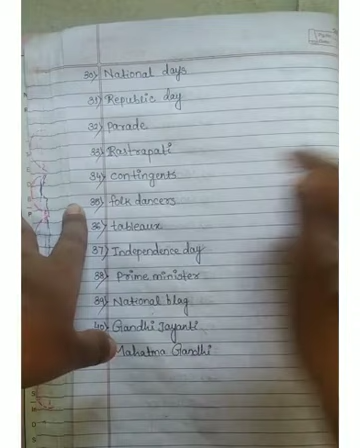 30) National days
31) Republic day
32) Parade
33) Rastrapati
34) contingents
35) folk dancers
36) tableaux
37) Independence day
38) Prime minister
39) National blag
40) Gandhi Jayanti
Mahatma Gandhi